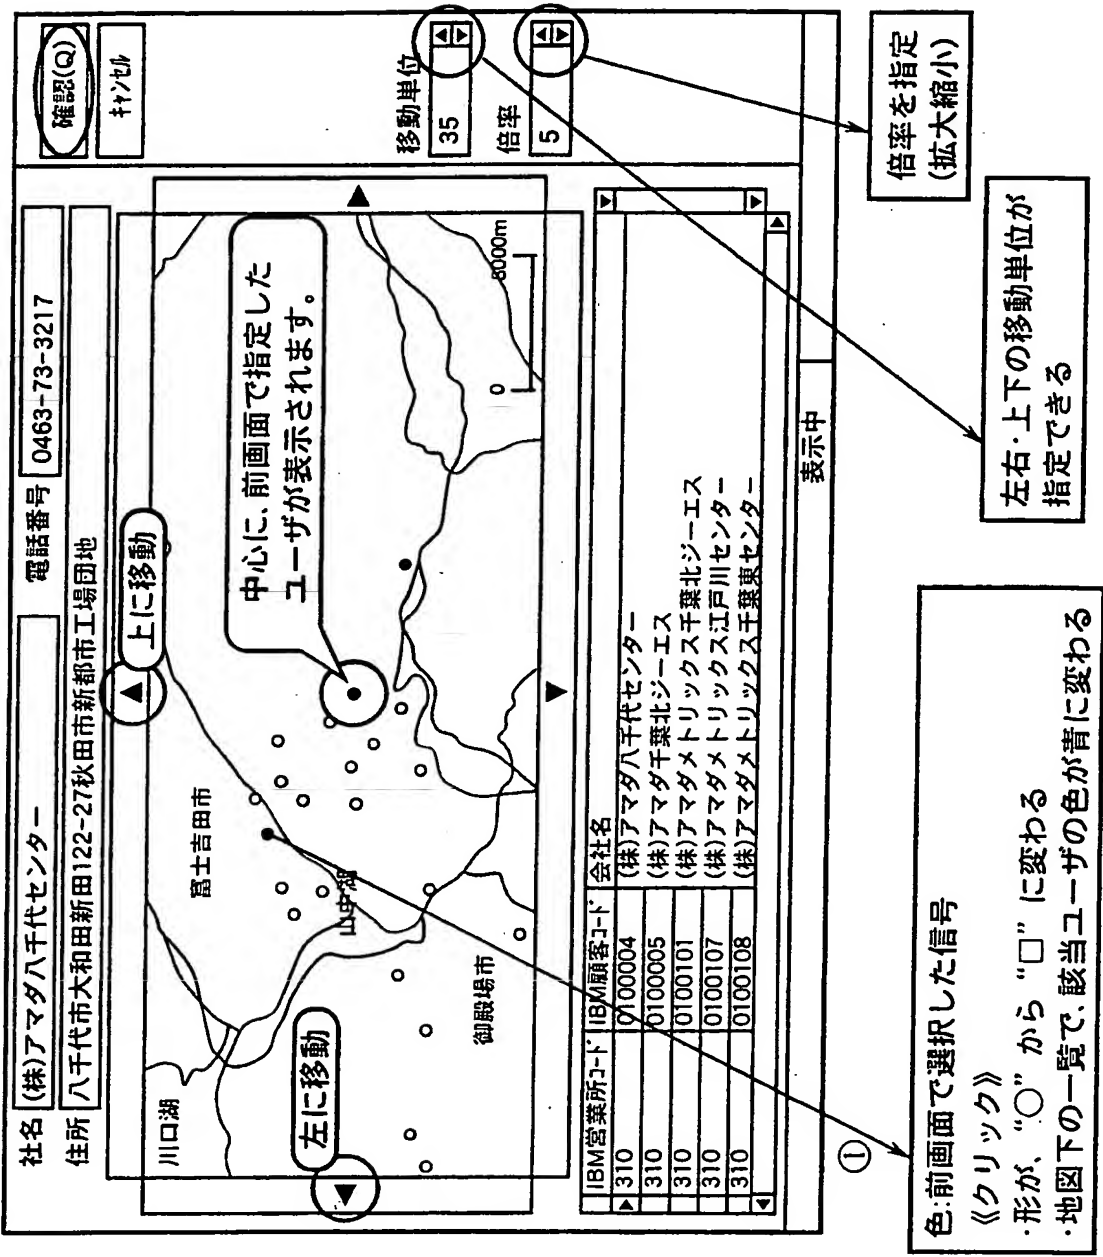 社名 (株)アマダ八千代センター 電話番号 0463-73-3217
住所 八千代市大和田新田122-27秋田市新都市工場団地
確認(Q)
キャンセル
▲ 上に移動
左に移動
川口湖
富士吉田市
山中湖
御殿場市
中心に、前画面で指定した
ユーザが表示されます。
0 8000m
移動単位
35
倍率
5
IBM営業所コード IBM顧客コード 会社名
310 0100004 (株)アマダ八千代センター
310 0100005 (株)アマダ千葉北ジーエス
310 0100101 (株)アマダメトリックス千葉北ジーエス
310 0100107 (株)アマダメトリックス江戸川センター
310 0100108 (株)アマダメトリックス千葉東センター
表示中
①
色:前画面で選択した信号
《クリック》
・形が、“○” から “□” に変わる
・地図下の一覧で、該当ユーザの色が青に変わる
左右・上下の移動単位が
指定できる
倍率を指定
(拡大縮小)